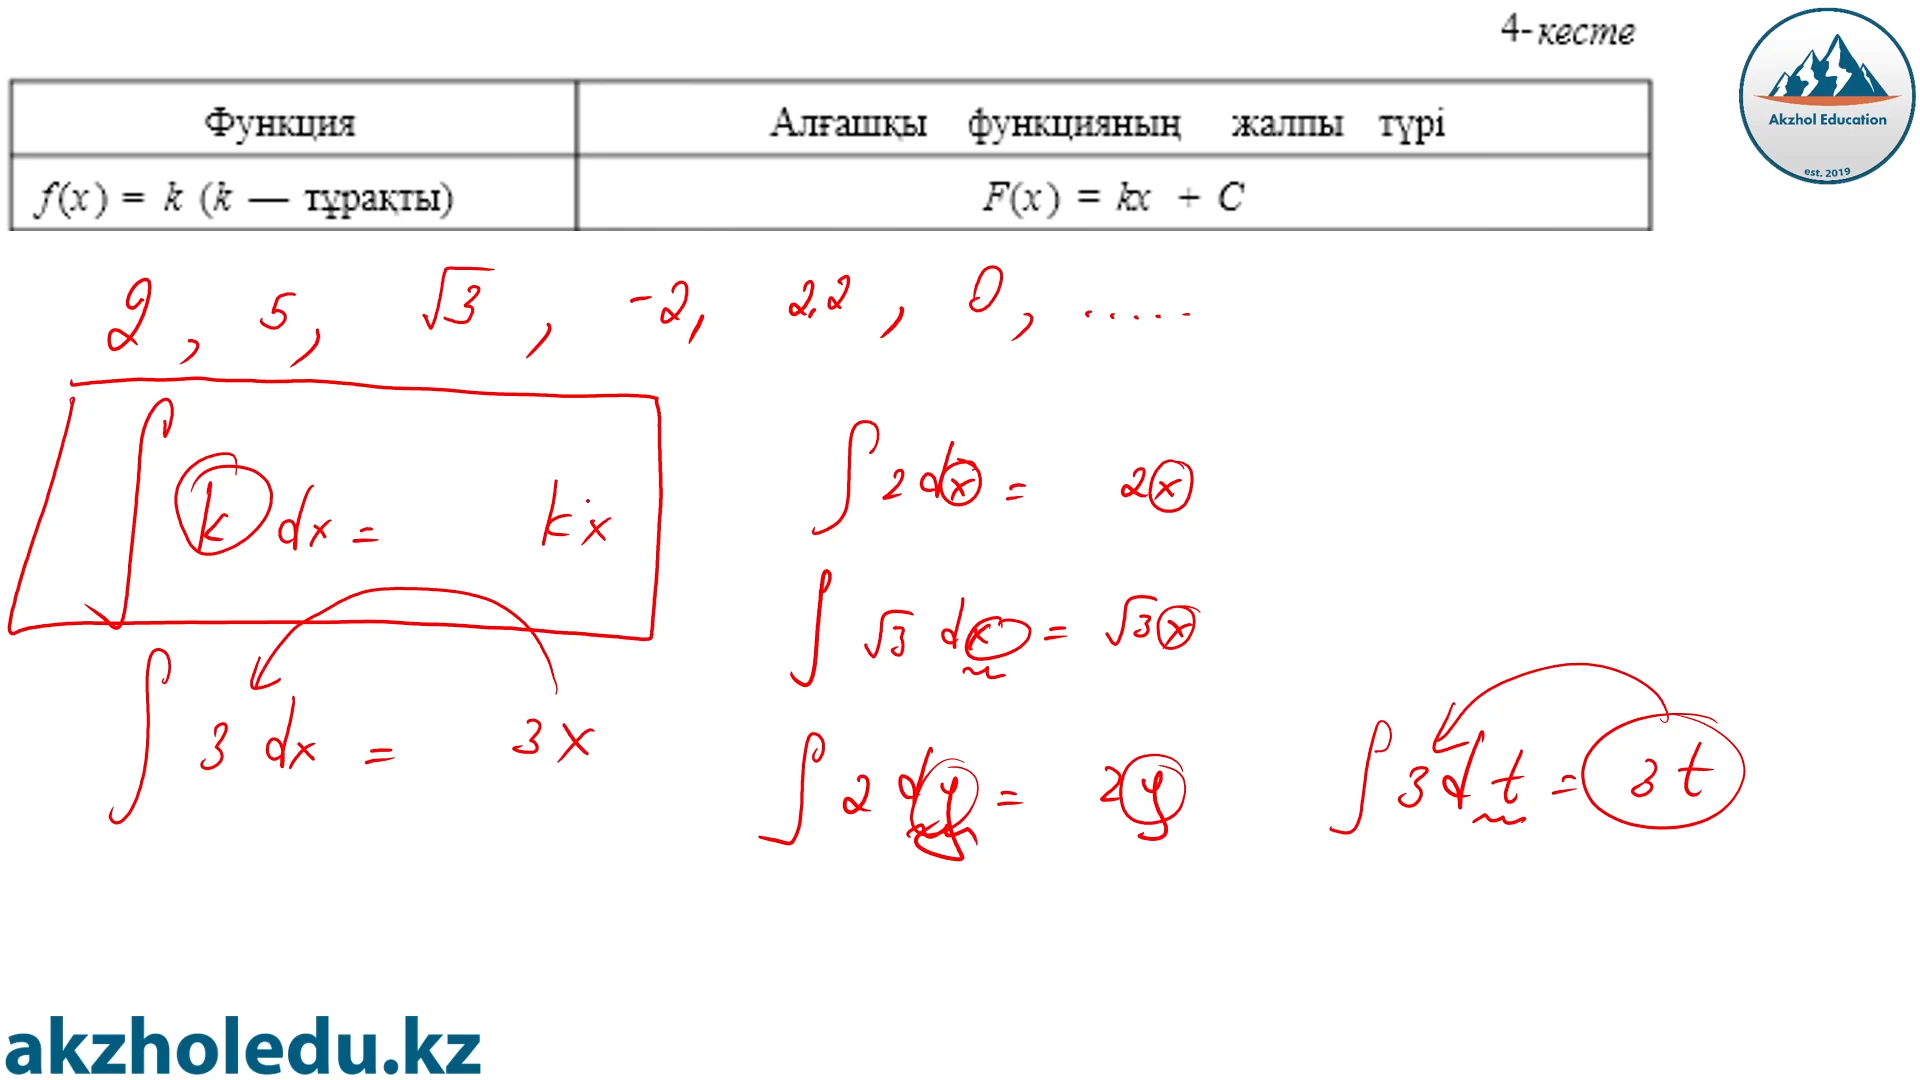 4-кесте
Akzhol Education
est. 2019
Функция Алғашқы функцияның жалпы түрі
f(x) = k (k — тұрақты) F(x) = kx + C
2, 5, √3, -2, 2,2, 0, .....
∫ k dx = kx
∫ 2 dx = 2x
∫ √3 dx = √3 x
∫ 3 dx = 3x
∫ 2 dy = 2y
∫ 3 dt = 3t
akzholedu.kz